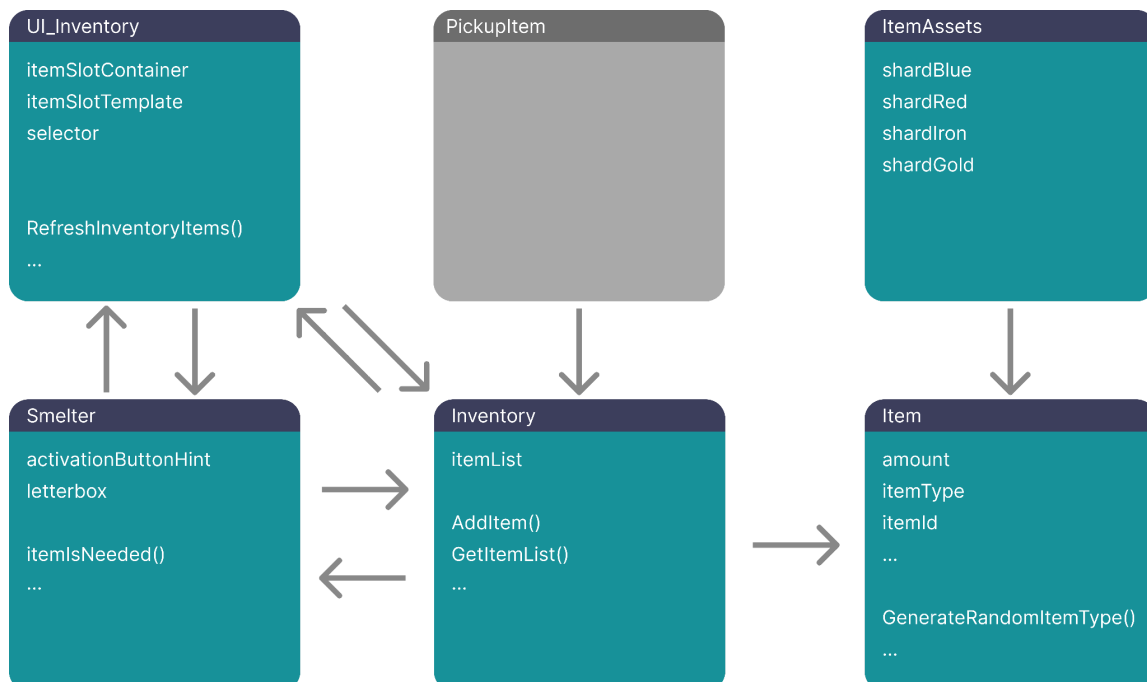 UI_Inventory
itemSlotContainer
itemSlotTemplate
selector
RefreshInventoryItems()
...
PickupItem
ItemAssets
shardBlue
shardRed
shardIron
shardGold
Smelter
activationButtonHint
letterbox
itemIsNeeded()
...
Inventory
itemList
AddItem()
GetItemList()
...
Item
amount
itemType
itemId
...
GenerateRandomItemType()
...